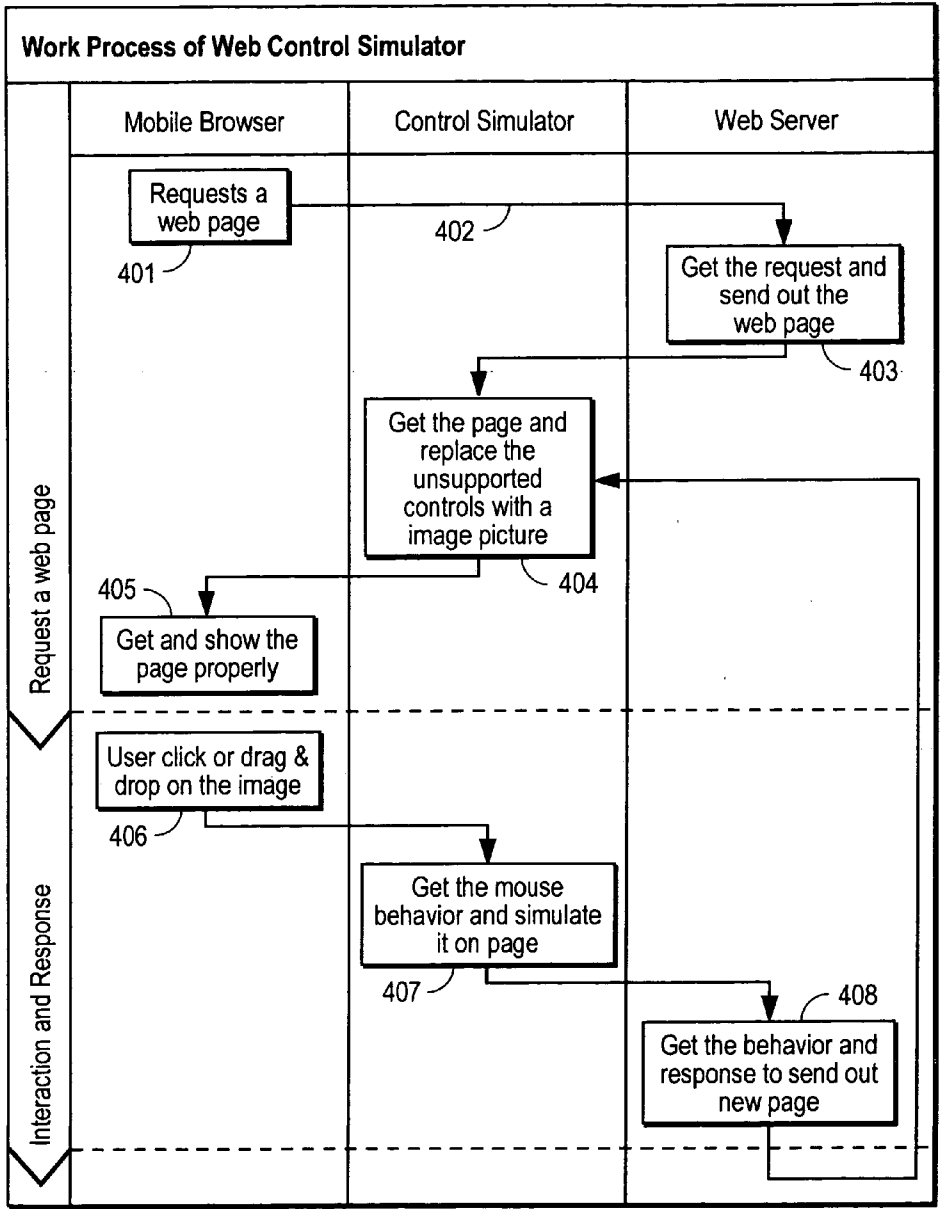 Work Process of Web Control Simulator
Mobile Browser
Control Simulator
Web Server
Request a web page
Requests a
web page
401
402
Get the request and
send out the
web page
403
Get the page and
replace the
unsupported
controls with a
image picture
404
405
Get and show the
page properly
Interaction and Response
User click or drag &
drop on the image
406
Get the mouse
behavior and simulate
it on page
407
408
Get the behavior and
response to send out
new page